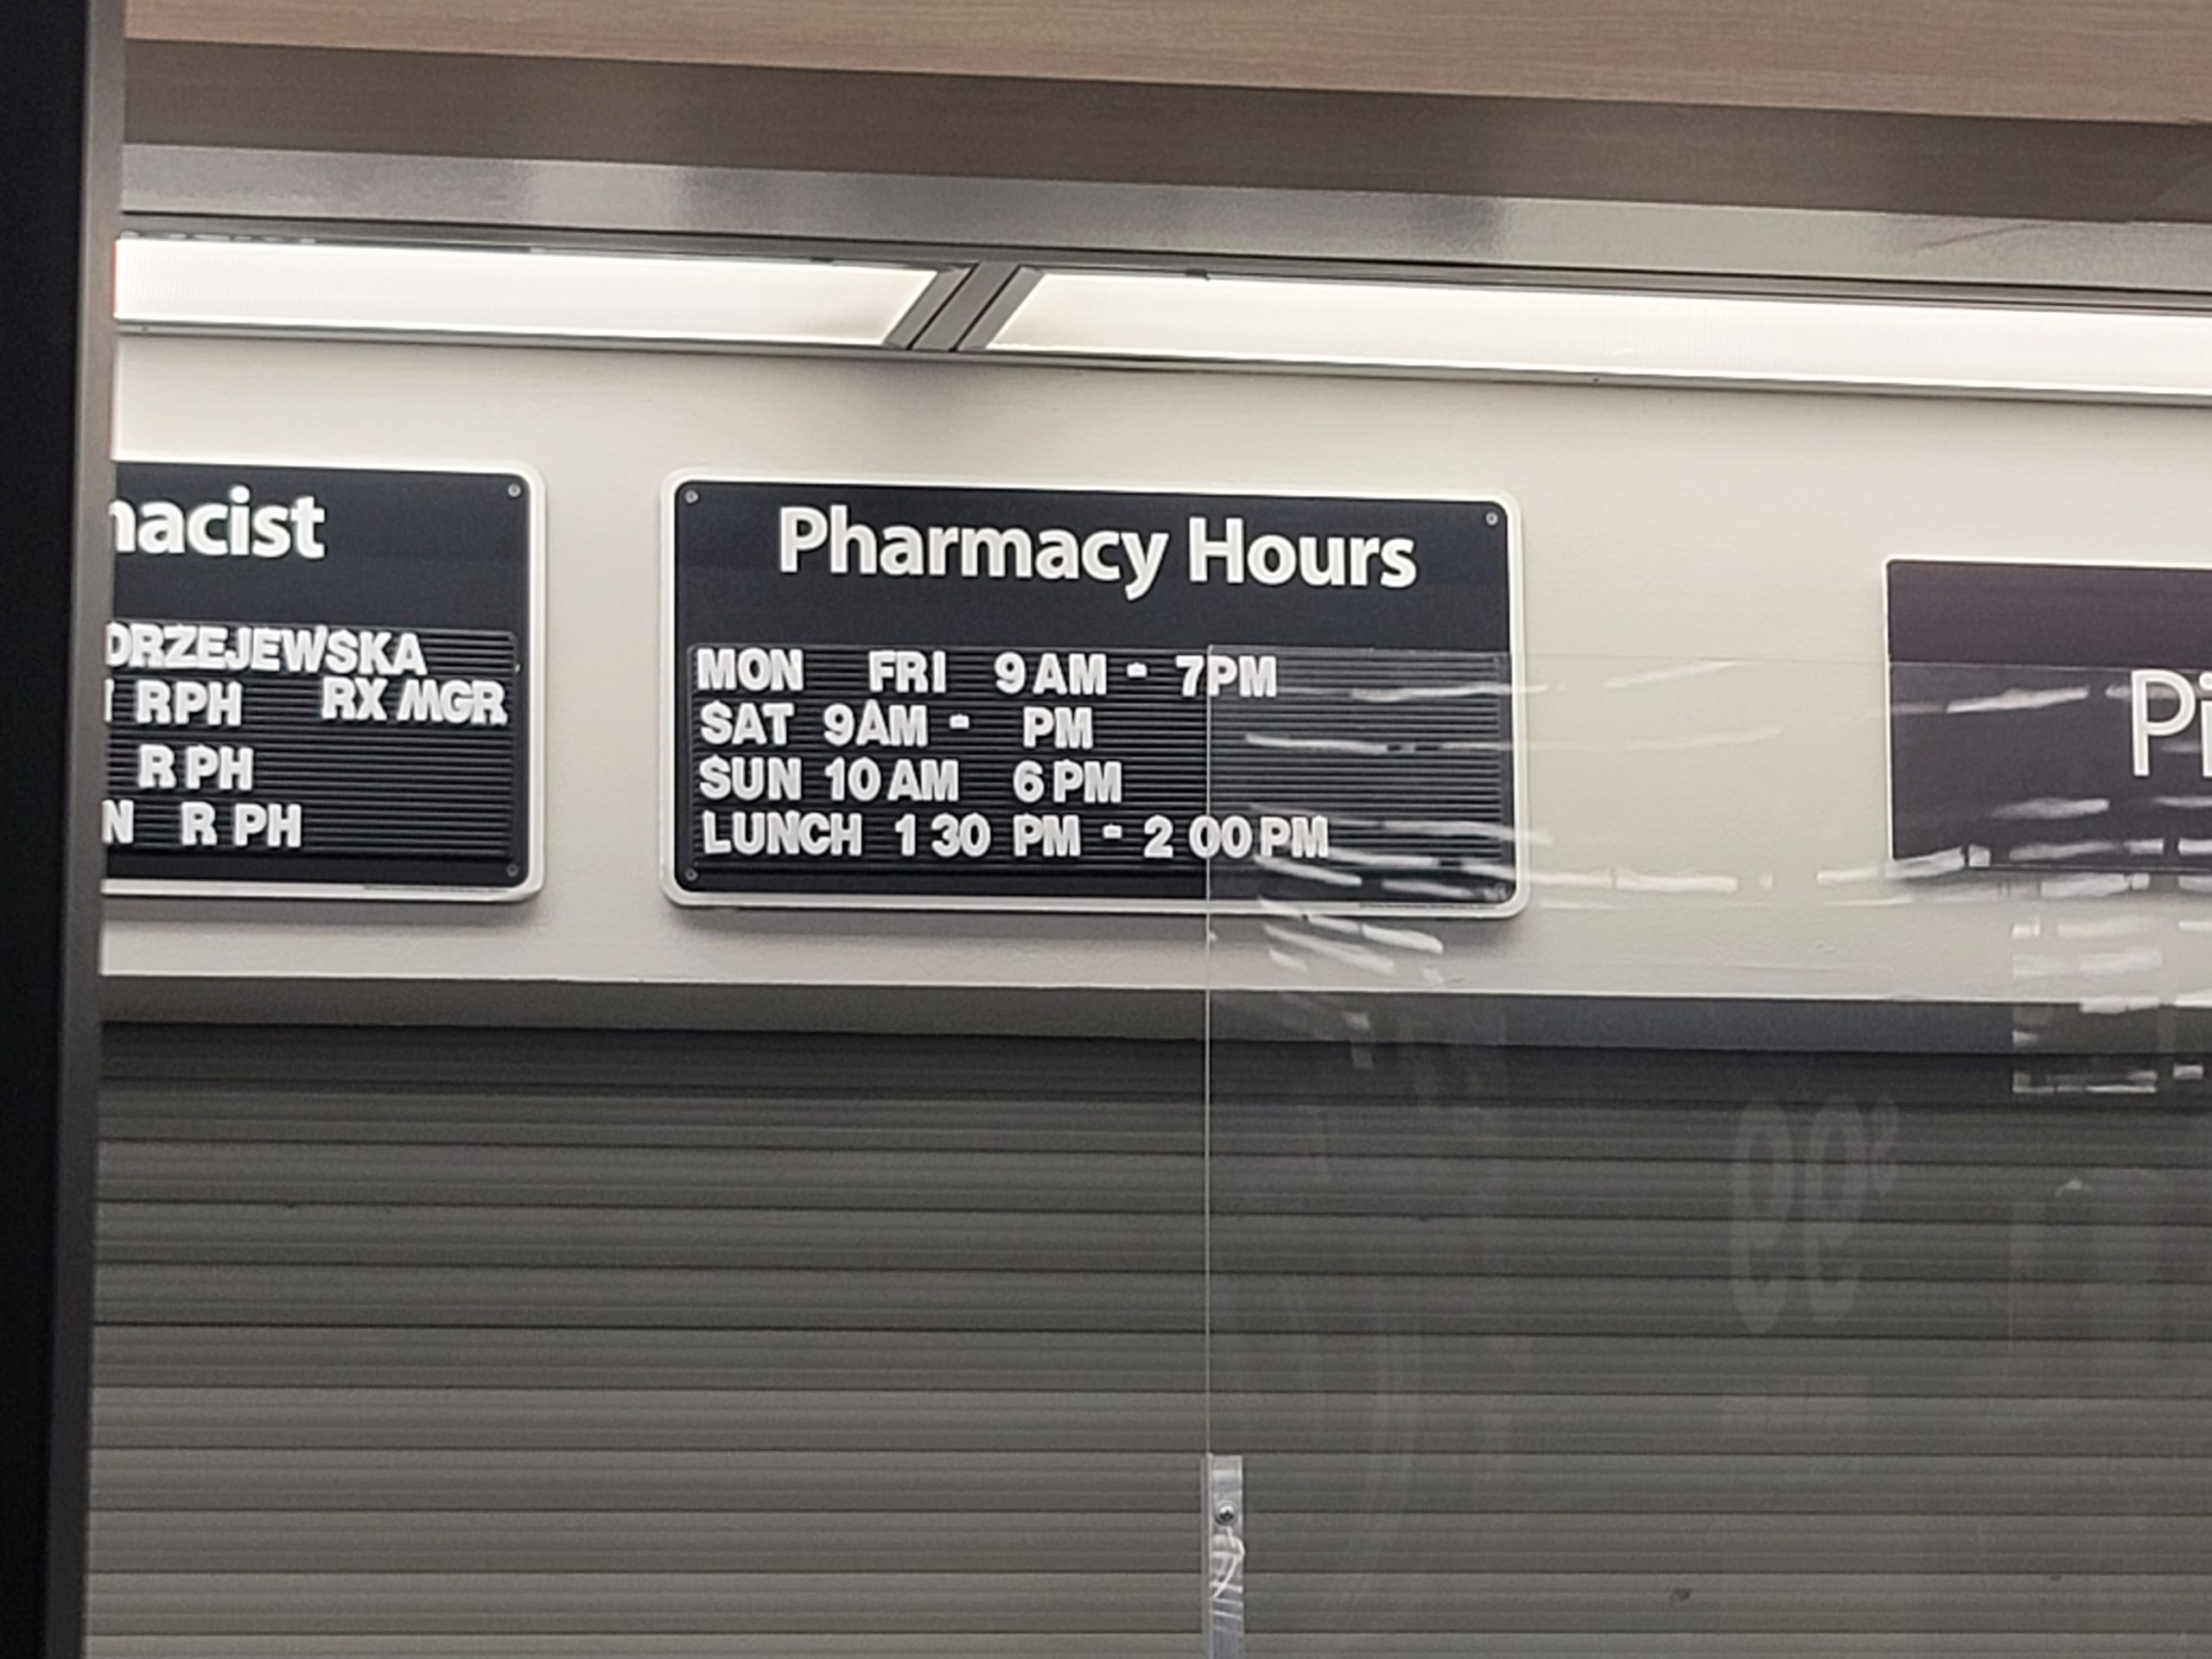 nacist
DRZEJEWSKA
RPH RX MGR
R PH
N R PH
Pharmacy Hours
MON FRI 9 AM - 7PM
SAT 9AM - PM
SUN 10 AM 6 PM
LUNCH 1 30 PM - 2 00 PM
Pi